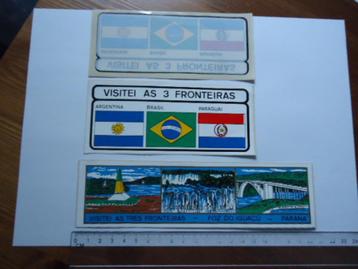 VISITEI AS 3 FRONTEIRAS
VISITEI AS 3 FRONTEIRAS
ARGENTINA BRASIL PARAGUAI
VISITEI AS TRES FRONTEIRAS - FOZ DO IGUAÇU - PARANÁ